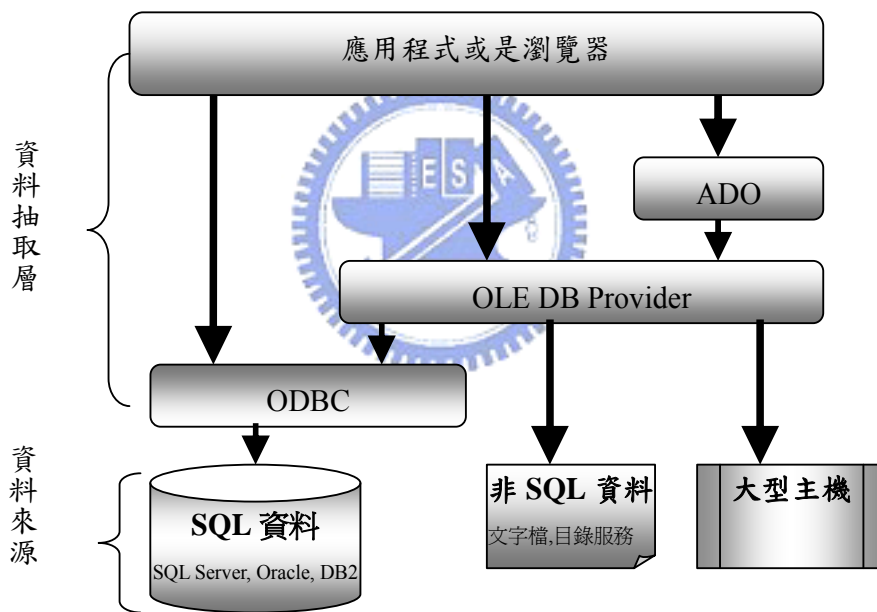 應用程式或是瀏覽器
資料抽取層
ESA
ADO
OLE DB Provider
ODBC
資料來源
SQL 資料
SQL Server, Oracle, DB2
非 SQL 資料
文字檔,目錄服務
大型主機